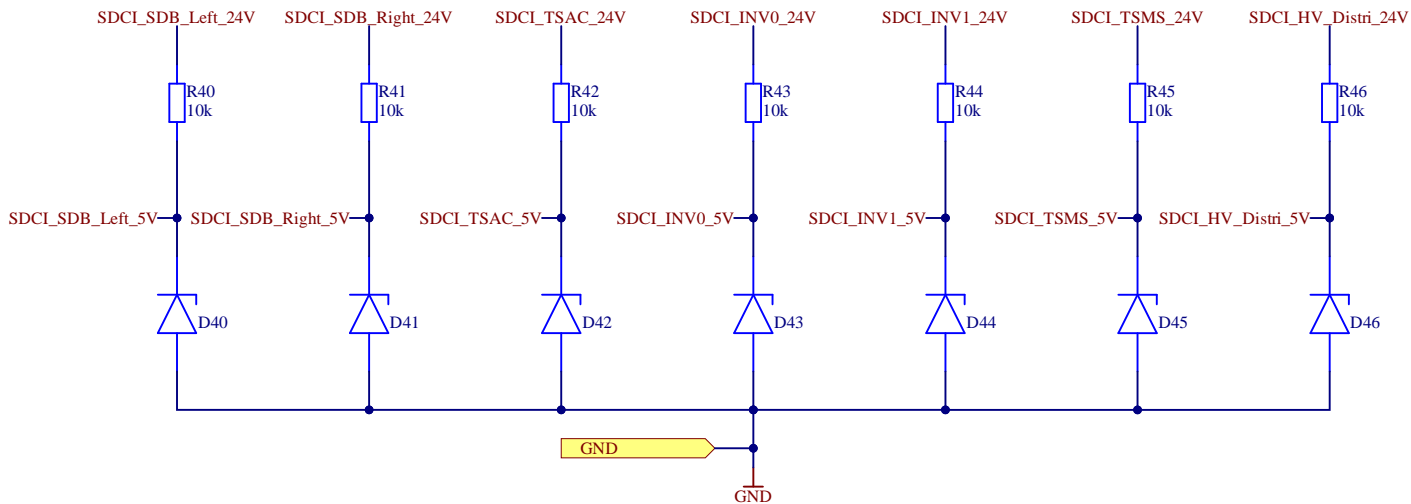 SDCI_SDB_Left_24V
SDCI_SDB_Right_24V
SDCI_TSAC_24V
SDCI_INV0_24V
SDCI_INV1_24V
SDCI_TSMS_24V
SDCI_HV_Distri_24V
R40
10k
R41
10k
R42
10k
R43
10k
R44
10k
R45
10k
R46
10k
SDCI_SDB_Left_5V
SDCI_SDB_Right_5V
SDCI_TSAC_5V
SDCI_INV0_5V
SDCI_INV1_5V
SDCI_TSMS_5V
SDCI_HV_Distri_5V
D40
D41
D42
D43
D44
D45
D46
GND
GND